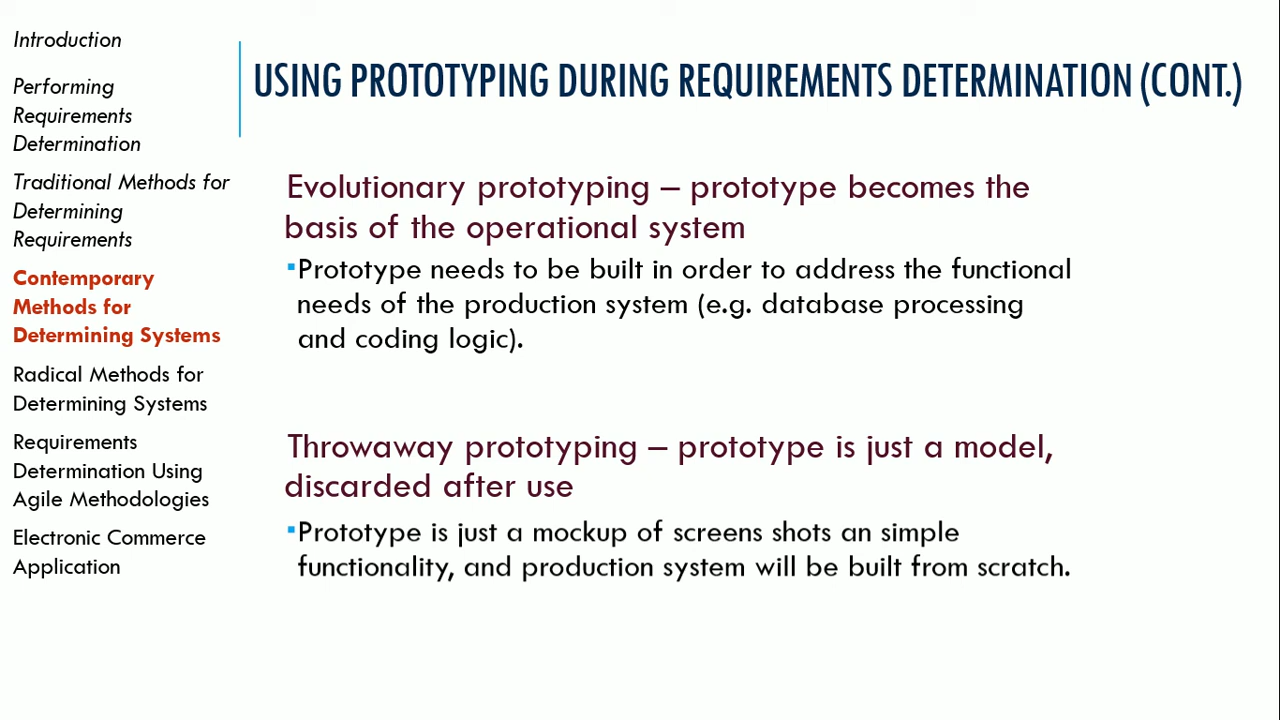 Introduction
Performing
Requirements
Determination
Traditional Methods for
Determining
Requirements
Contemporary
Methods for
Determining Systems
Radical Methods for
Determining Systems
Requirements
Determination Using
Agile Methodologies
Electronic Commerce
Application
USING PROTOTYPING DURING REQUIREMENTS DETERMINATION (CONT.)
Evolutionary prototyping – prototype becomes the
basis of the operational system
▪Prototype needs to be built in order to address the functional
needs of the production system (e.g. database processing
and coding logic).
Throwaway prototyping – prototype is just a model,
discarded after use
▪Prototype is just a mockup of screens shots an simple
functionality, and production system will be built from scratch.